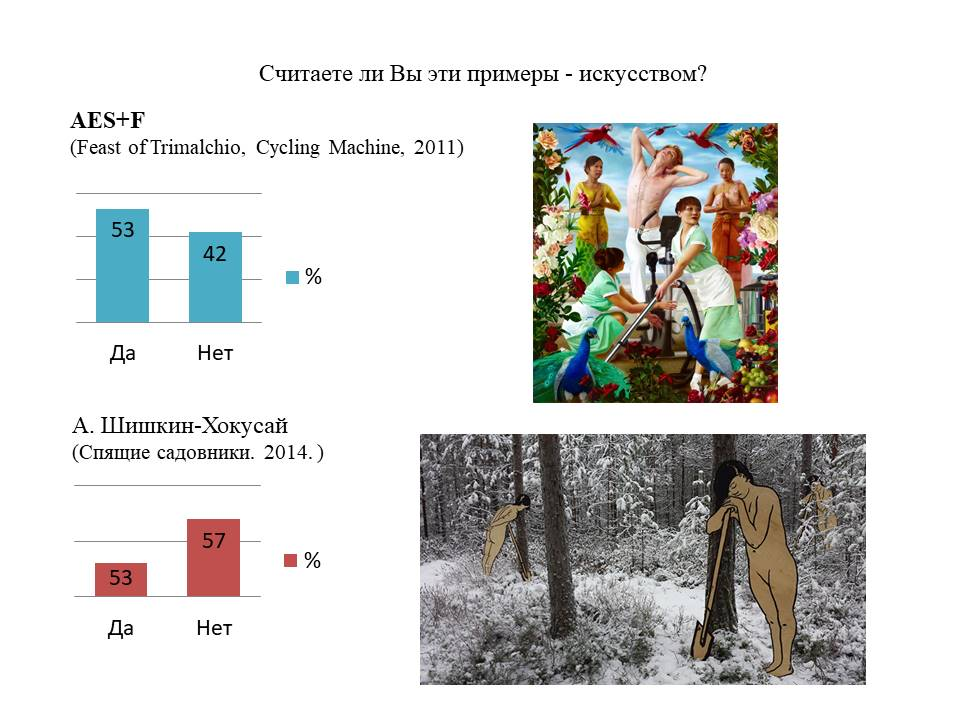 Считаете ли Вы эти примеры - искусством?
AES+F
(Feast of Trimalchio, Cycling Machine, 2011)
53
42
%
Да
Нет
А. Шишкин-Хокусай
(Спящие садовники. 2014. )
53
57
%
Да
Нет